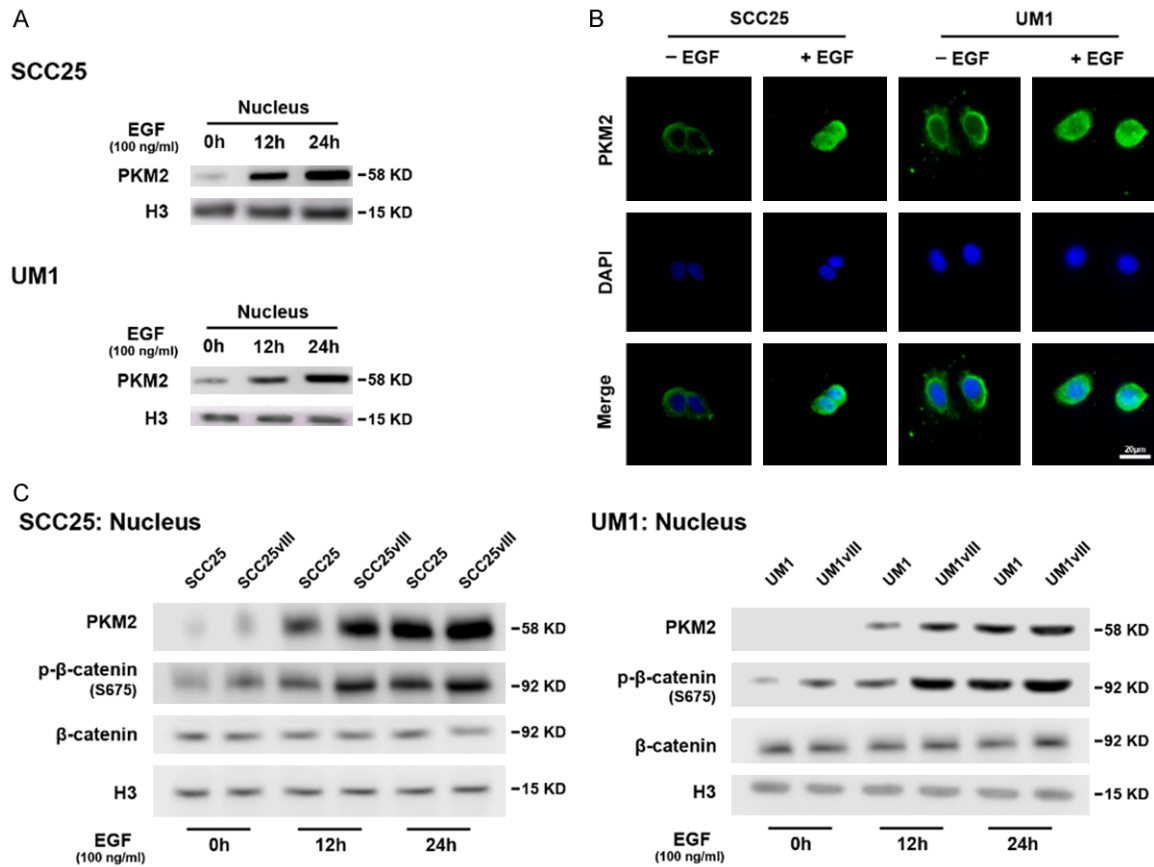 A
SCC25
Nucleus
EGF
(100 ng/ml)
0h 12h 24h
PKM2 –58 KD
H3 –15 KD
UM1
Nucleus
EGF
(100 ng/ml)
0h 12h 24h
PKM2 –58 KD
H3 –15 KD
B
SCC25 UM1
– EGF + EGF – EGF + EGF
PKM2
DAPI
Merge
20μm
C
SCC25: Nucleus
SCC25 SCC25vIII SCC25 SCC25vIII SCC25 SCC25vIII
PKM2 –58 KD
p-β-catenin –92 KD
(S675)
β-catenin –92 KD
H3 –15 KD
EGF 0h 12h 24h
(100 ng/ml)
UM1: Nucleus
UM1 UM1vIII UM1 UM1vIII UM1 UM1vIII
PKM2 –58 KD
p-β-catenin –92 KD
(S675)
β-catenin –92 KD
H3 –15 KD
EGF 0h 12h 24h
(100 ng/ml)